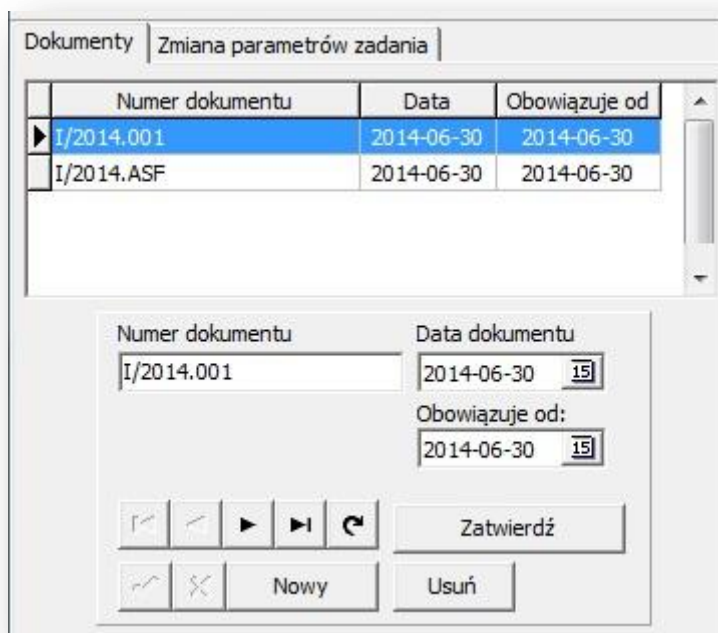 Dokumenty Zmiana parametrów zadania
Numer dokumentu Data Obowiązuje od
I/2014.001 2014-06-30 2014-06-30
I/2014.ASF 2014-06-30 2014-06-30
Numer dokumentu Data dokumentu
I/2014.001 2014-06-30 15
Obowiązuje od:
2014-06-30 15
Zatwierdź
Nowy Usuń